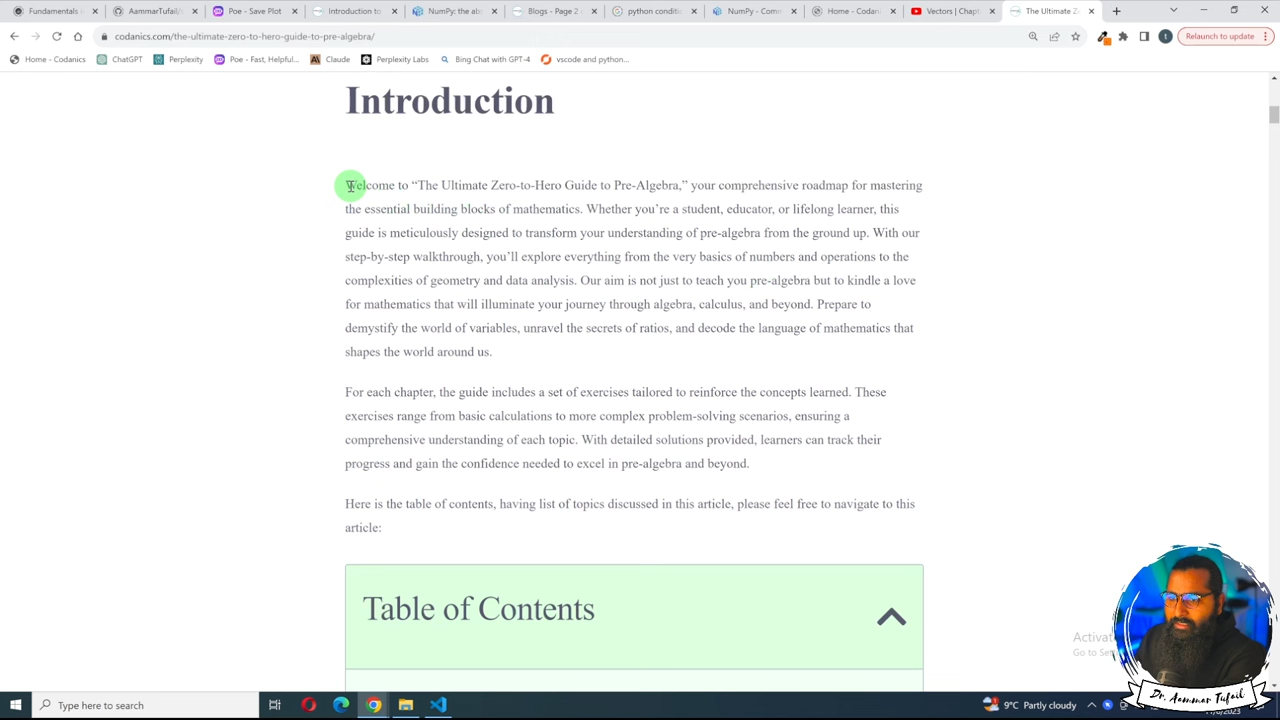 Fundamentals
AammarTufail/
Poe - Save Plot
Introduction to
NumPy: the ab
Blogs - Page 2
python condit
NumPy - Com
Home - Codani
Vectors | Chapt
The Ultimate Ze
codanics.com/the-ultimate-zero-to-hero-guide-to-pre-algebra/
Relaunch to update
Home - Codanics
ChatGPT
Perplexity
Poe - Fast, Helpful...
Claude
Perplexity Labs
Bing Chat with GPT-4
vscode and python...
Introduction
Welcome to “The Ultimate Zero-to-Hero Guide to Pre-Algebra,” your comprehensive roadmap for mastering
the essential building blocks of mathematics. Whether you’re a student, educator, or lifelong learner, this
guide is meticulously designed to transform your understanding of pre-algebra from the ground up. With our
step-by-step walkthrough, you’ll explore everything from the very basics of numbers and operations to the
complexities of geometry and data analysis. Our aim is not just to teach you pre-algebra but to kindle a love
for mathematics that will illuminate your journey through algebra, calculus, and beyond. Prepare to
demystify the world of variables, unravel the secrets of ratios, and decode the language of mathematics that
shapes the world around us.
For each chapter, the guide includes a set of exercises tailored to reinforce the concepts learned. These
exercises range from basic calculations to more complex problem-solving scenarios, ensuring a
comprehensive understanding of each topic. With detailed solutions provided, learners can track their
progress and gain the confidence needed to excel in pre-algebra and beyond.
Here is the table of contents, having list of topics discussed in this article, please feel free to navigate to this
article:
Table of Contents
Activat
Go to Set
Dr. Aammar Tufail
Type here to search
9°C Partly cloudy